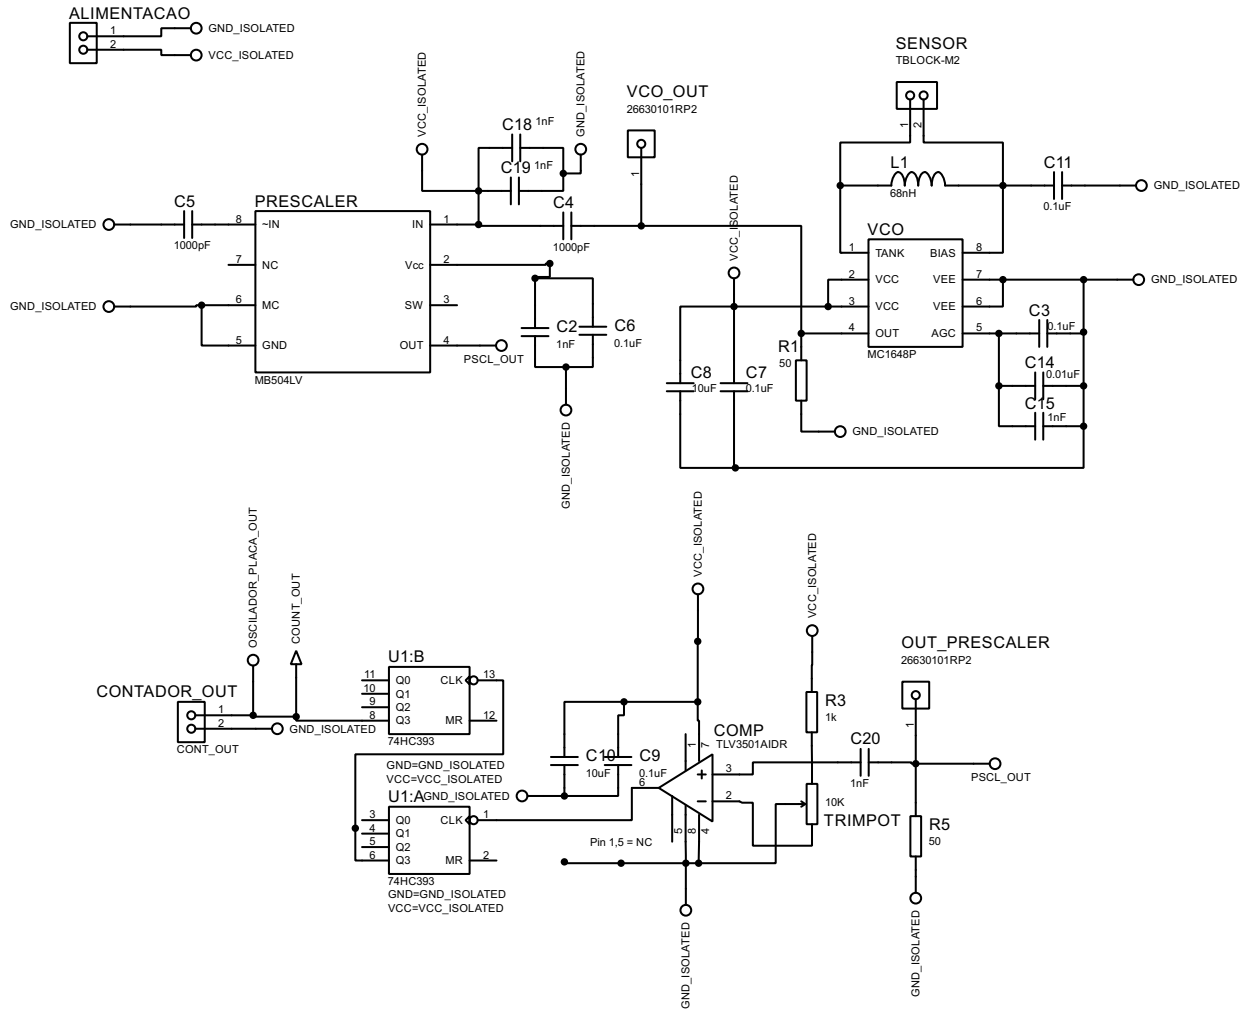 ALIMENTACAO
1
2
GND_ISOLATED
VCC_ISOLATED
VCC_ISOLATED
C18 1nF
C19 1nF
GND_ISOLATED
VCO_OUT
26630101RP2
1
SENSOR
TBLOCK-M2
1
2
L1
68nH
C11
0.1uF
GND_ISOLATED
GND_ISOLATED
C5
1000pF
PRESCALER
8 ~IN
7 NC
6 MC
5 GND
IN 1
Vcc 2
SW 3
OUT 4
MB504LV
GND_ISOLATED
C4
1000pF
PSCL_OUT
C2
1nF
C6
0.1uF
GND_ISOLATED
VCC_ISOLATED
VCO
1 TANK
2 VCC
3 VCC
4 OUT
BIAS 8
VEE 7
VEE 6
AGC 5
MC1648P
GND_ISOLATED
C3
0.1uF
C14
0.01uF
C15
1nF
R1
50
GND_ISOLATED
C8
10uF
C7
0.1uF
OSCILADOR_PLACA_OUT
COUNT_OUT
CONTADOR_OUT
1
2
CONT_OUT
GND_ISOLATED
U1:B
11 Q0
10 Q1
9 Q2
8 Q3
CLK 13
MR 12
74HC393
GND=GND_ISOLATED
VCC=VCC_ISOLATED
U1:A
3 Q0
4 Q1
5 Q2
6 Q3
CLK 1
MR 2
74HC393
GND=GND_ISOLATED
VCC=VCC_ISOLATED
GND_ISOLATED
C10
10uF
C9
0.1uF
VCC_ISOLATED
COMP
TLV3501AIDR
1
7
3
2
6
5
8
4
+
−
Pin 1,5 = NC
GND_ISOLATED
VCC_ISOLATED
R3
1k
10K
TRIMPOT
C20
1nF
OUT_PRESCALER
26630101RP2
1
PSCL_OUT
R5
50
GND_ISOLATED